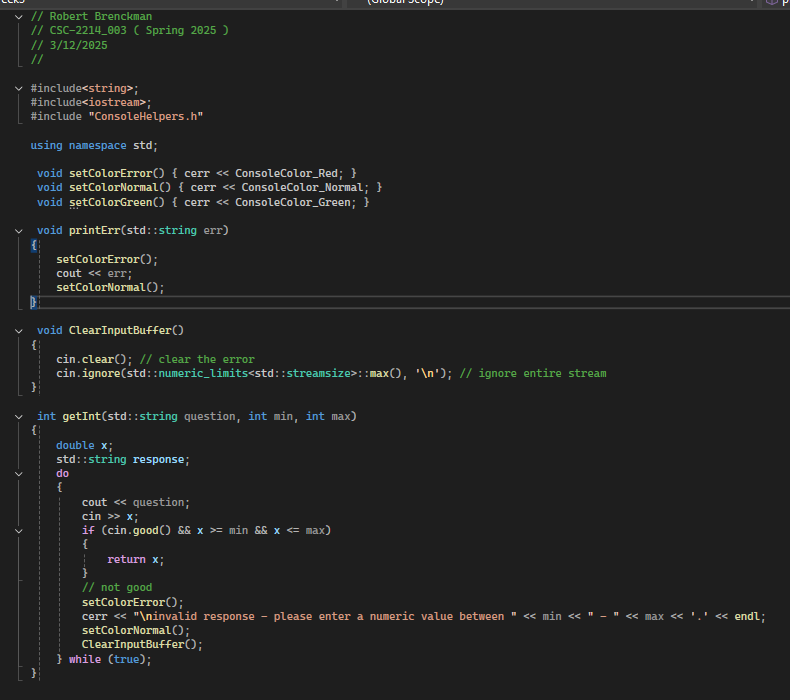 (Global Scope)
// Robert Brenckman
// CSC-2214_003 ( Spring 2025 )
// 3/12/2025
//
#include<string>;
#include<iostream>;
#include "ConsoleHelpers.h"
using namespace std;
void setColorError() { cerr << ConsoleColor_Red; }
void setColorNormal() { cerr << ConsoleColor_Normal; }
void setColorGreen() { cerr << ConsoleColor_Green; }
void printErr(std::string err)
{
setColorError();
cout << err;
setColorNormal();
}
void ClearInputBuffer()
{
cin.clear(); // clear the error
cin.ignore(std::numeric_limits<std::streamsize>::max(), '\n'); // ignore entire stream
}
int getInt(std::string question, int min, int max)
{
double x;
std::string response;
do
{
cout << question;
cin >> x;
if (cin.good() && x >= min && x <= max)
{
return x;
}
// not good
setColorError();
cerr << "\ninvalid response - please enter a numeric value between " << min << " - " << max << '.' << endl;
setColorNormal();
ClearInputBuffer();
} while (true);
}